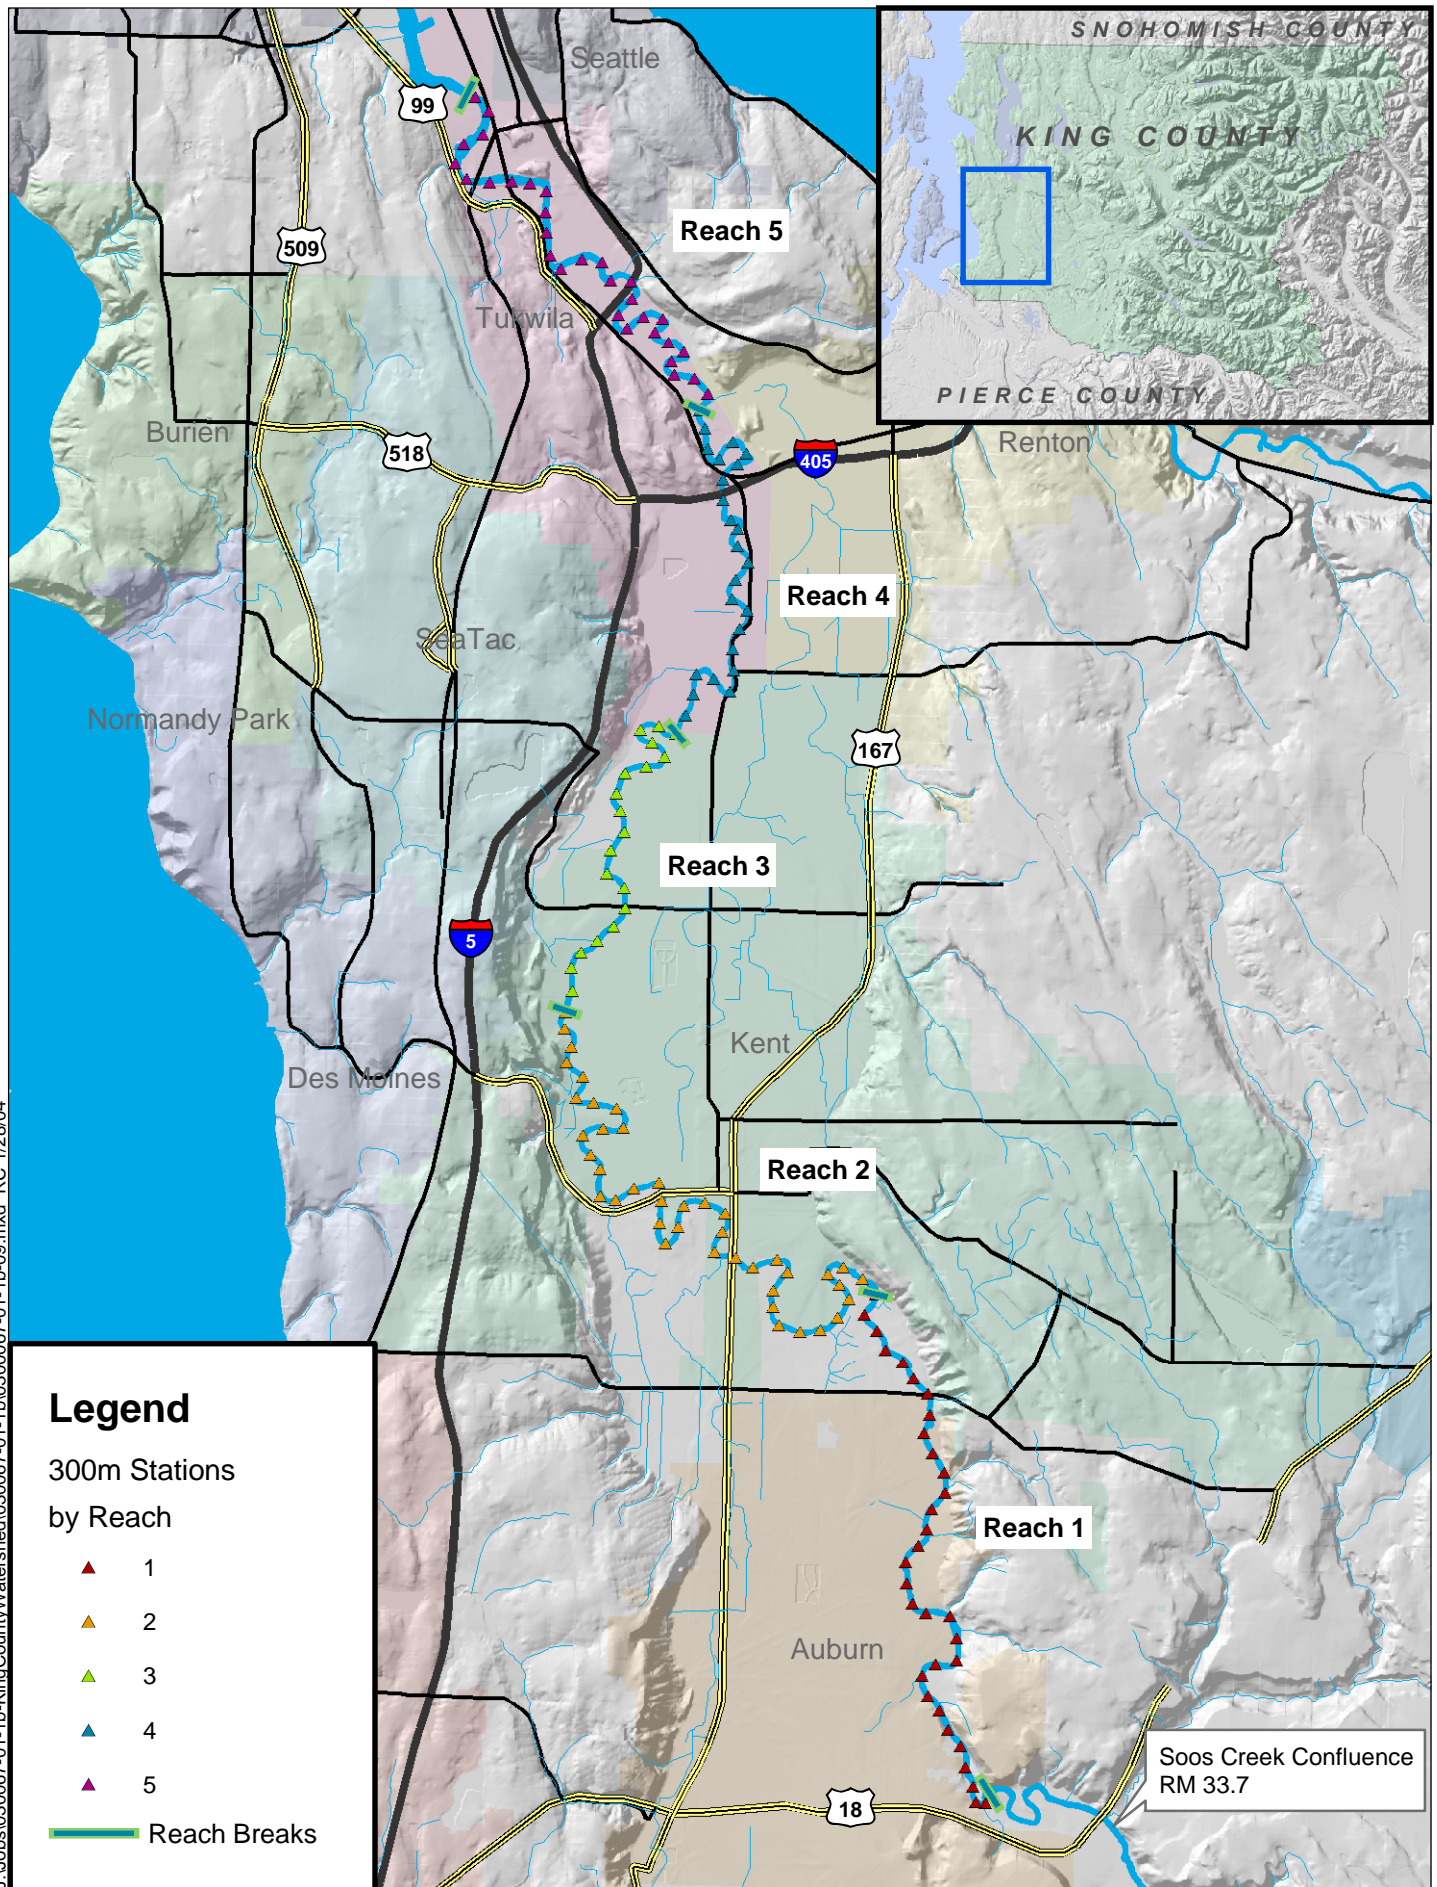 SNOHOMISH COUNTY
KING COUNTY
PIERCE COUNTY
Seattle
99
Reach 5
509
Tukwila
Burien
518
405
Renton
Reach 4
SeaTac
Normandy Park
167
Reach 3
5
Kent
Des Moines
Reach 2
Reach 1
Auburn
18
Soos Creek Confluence
RM 33.7
Legend
300m Stations
by Reach
1
2
3
4
5
Reach Breaks